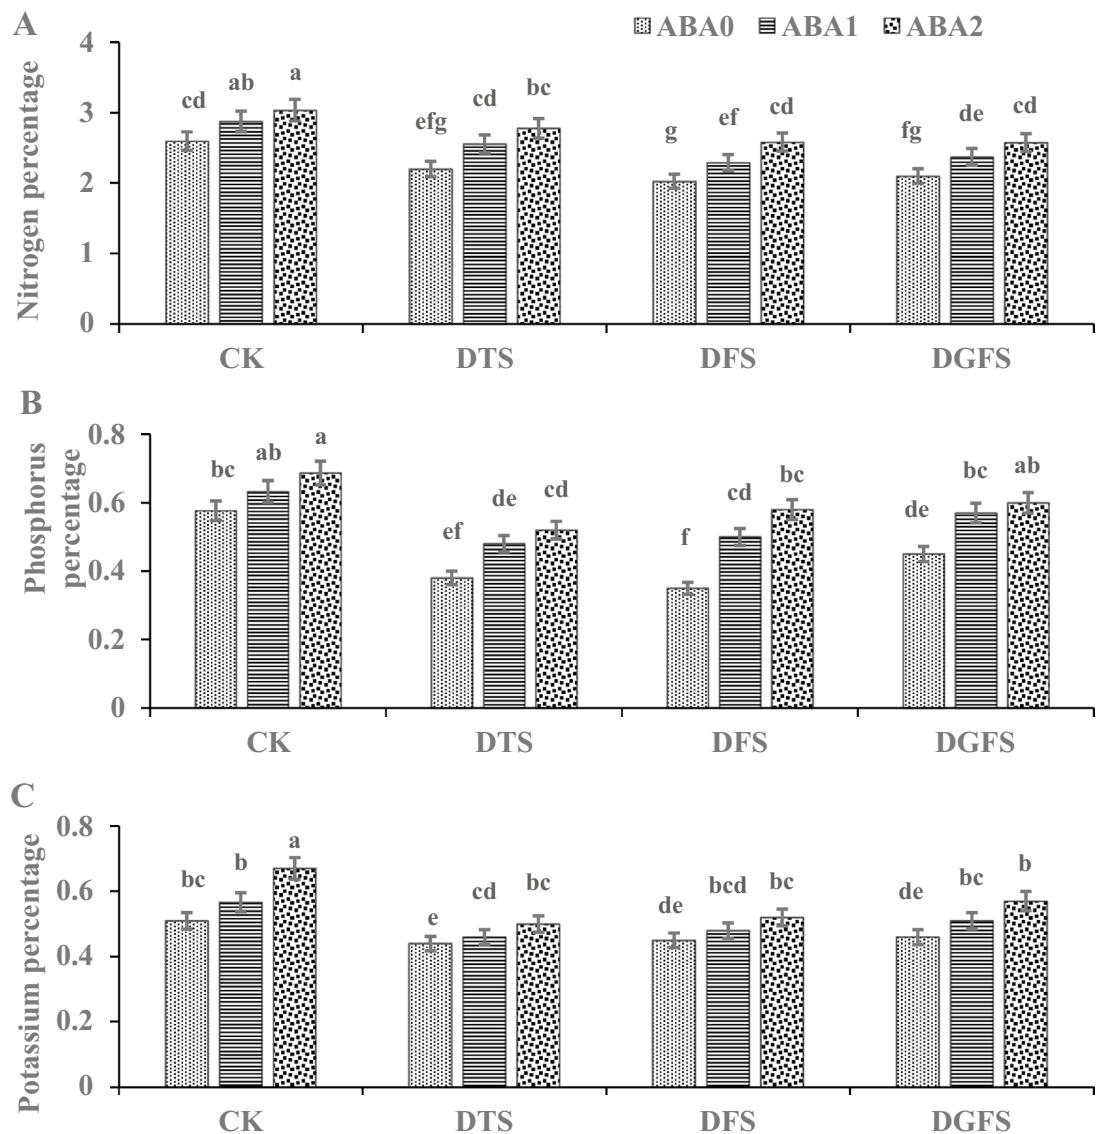 A
ABA0 ABA1 ABA2
Nitrogen percentage
4
3
2
1
0
cd ab a
efg cd bc
g ef cd
fg de cd
CK DTS DFS DGFS
B
Phosphorus
percentage
0.8
0.6
0.4
0.2
0
bc ab a
ef de cd
f cd bc
de bc ab
CK DTS DFS DGFS
C
Potassium percentage
0.8
0.6
0.4
0.2
0
bc b a
e cd bc
de bcd bc
de bc b
CK DTS DFS DGFS